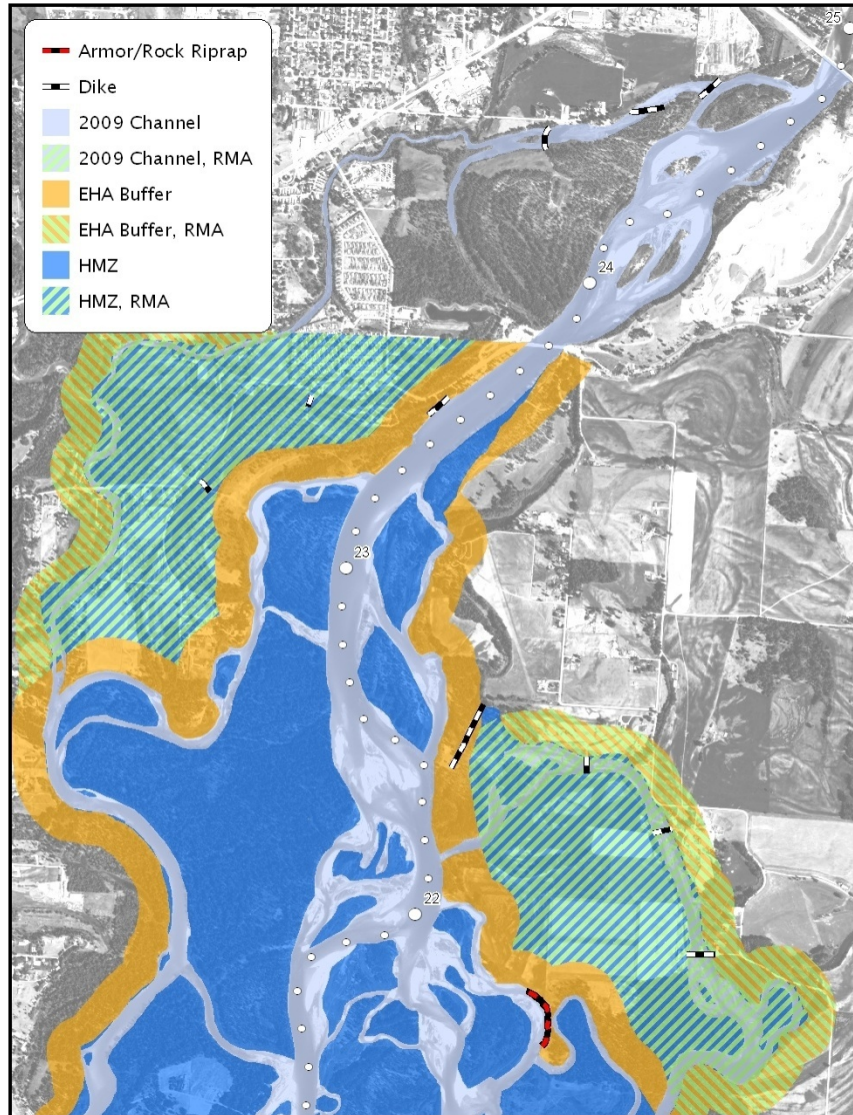 Armor/Rock Riprap
Dike
2009 Channel
2009 Channel, RMA
EHA Buffer
EHA Buffer, RMA
HMZ
HMZ, RMA
25
24
23
22